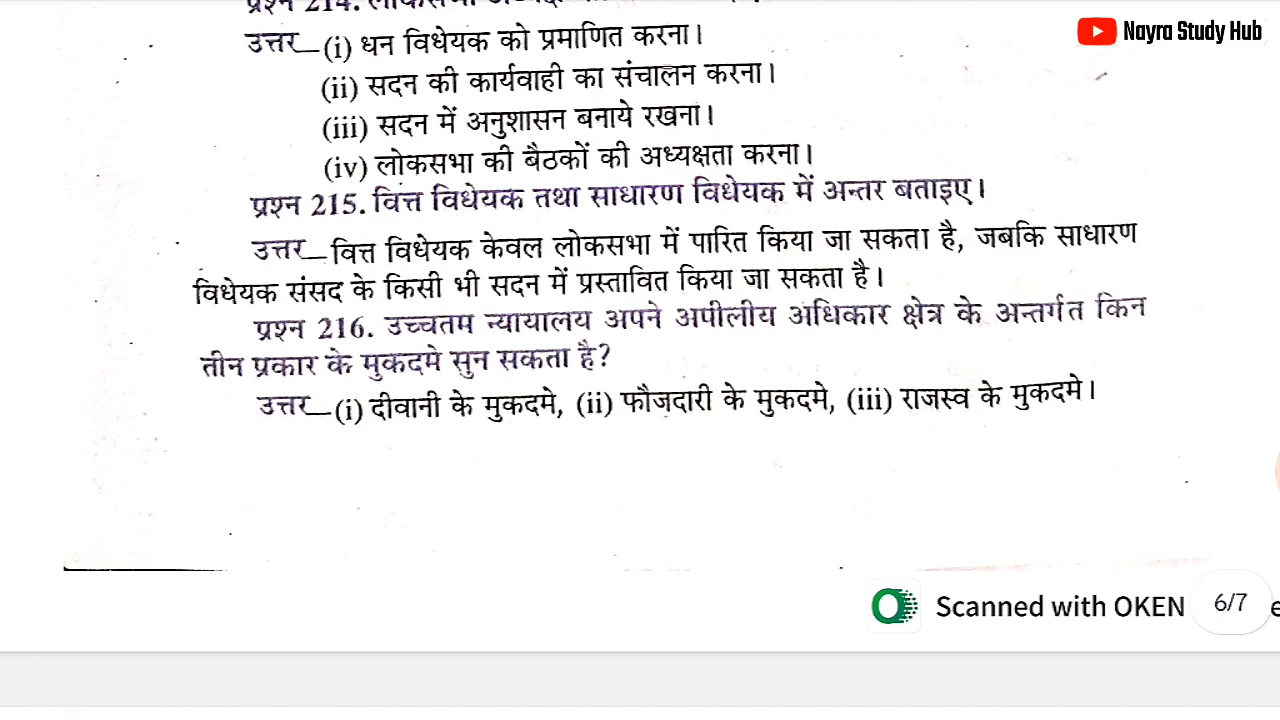 प्रश्न 214. लोकसभा
उत्तर—(i) धन विधेयक को प्रमाणित करना।
Nayra Study Hub
(ii) सदन की कार्यवाही का संचालन करना।
(iii) सदन में अनुशासन बनाये रखना।
(iv) लोकसभा की बैठकों की अध्यक्षता करना।
प्रश्न 215. वित्त विधेयक तथा साधारण विधेयक में अन्तर बताइए।
उत्तर—वित्त विधेयक केवल लोकसभा में पारित किया जा सकता है, जबकि साधारण
विधेयक संसद के किसी भी सदन में प्रस्तावित किया जा सकता है।
प्रश्न 216. उच्चतम न्यायालय अपने अपीलीय अधिकार क्षेत्र के अन्तर्गत किन
तीन प्रकार के मुकदमे सुन सकता है?
उत्तर—(i) दीवानी के मुकदमे, (ii) फौजदारी के मुकदमे, (iii) राजस्व के मुकदमे।
Scanned with OKEN
6/7